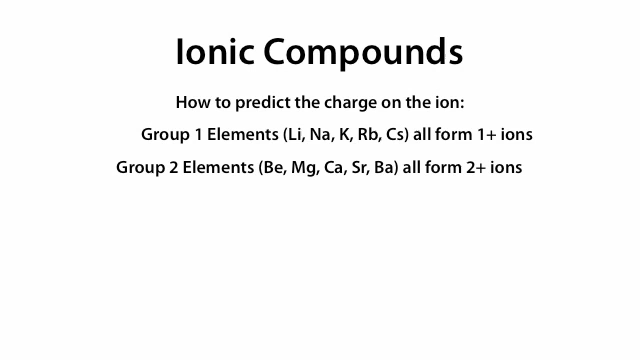 Ionic Compounds
How to predict the charge on the ion:
Group 1 Elements (Li, Na, K, Rb, Cs) all form 1+ ions
Group 2 Elements (Be, Mg, Ca, Sr, Ba) all form 2+ ions